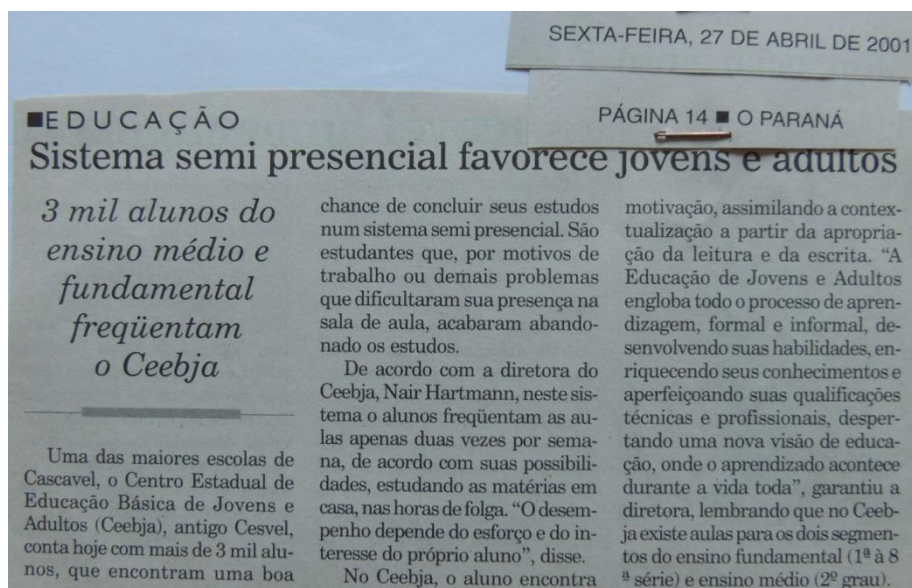 SEXTA-FEIRA, 27 DE ABRIL DE 2001
PÁGINA 14 ■ O PARANÁ
■EDUCAÇÃO
Sistema semi presencial favorece jovens e adultos
3 mil alunos do
ensino médio e
fundamental
freqüentam
o Ceebja
Uma das maiores escolas de
Cascavel, o Centro Estadual de
Educação Básica de Jovens e
Adultos (Ceebja), antigo Cesvel,
conta hoje com mais de 3 mil alu-
nos, que encontram uma boa
chance de concluir seus estudos
num sistema semi presencial. São
estudantes que, por motivos de
trabalho ou demais problemas
que dificultaram sua presença na
sala de aula, acabaram abando-
nado os estudos.
De acordo com a diretora do
Ceebja, Nair Hartmann, neste sis-
tema o alunos freqüentam as au-
las apenas duas vezes por sema-
na, de acordo com suas possibili-
dades, estudando as matérias em
casa, nas horas de folga. “O desem-
penho depende do esforço e do in-
teresse do próprio aluno”, disse.
No Ceebja, o aluno encontra
motivação, assimilando a contex-
tualização a partir da apropria-
ção da leitura e da escrita. “A
Educação de Jovens e Adultos
engloba todo o processo de apren-
dizagem, formal e informal, de-
senvolvendo suas habilidades, en-
riquecendo seus conhecimentos e
aperfeiçoando suas qualificações
técnicas e profissionais, desper-
tando uma nova visão de educa-
ção, onde o aprendizado acontece
durante a vida toda”, garantiu a
diretora, lembrando que no Ceeb-
ja existe aulas para os dois segmen-
tos do ensino fundamental (1ª à 8
ª série) e ensino médio (2º grau).